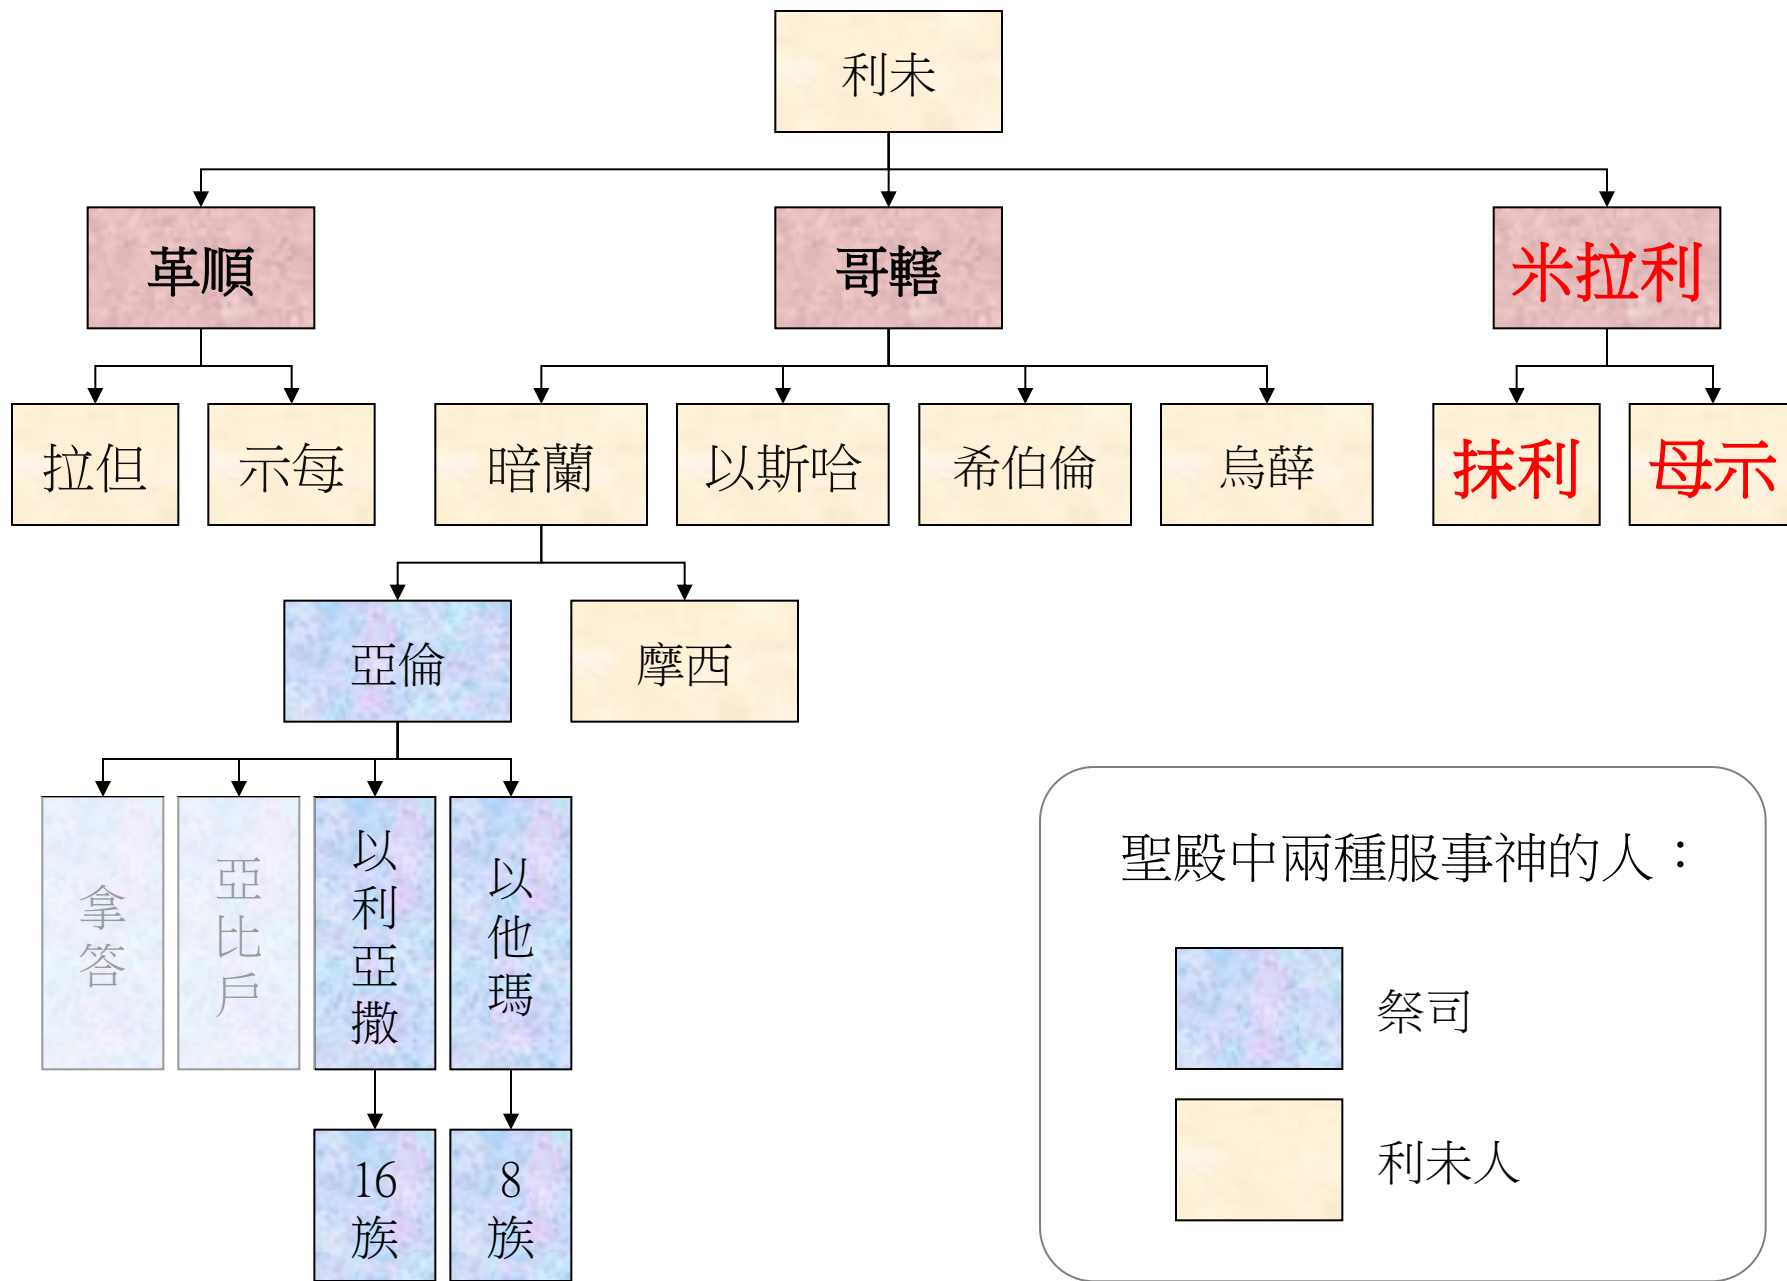 利未
革順
哥轄
米拉利
拉但
示每
暗蘭
以斯哈
希伯倫
烏薛
抹利
母示
亞倫
摩西
拿答
亞比戶
以利亞撒
以他瑪
16族
8族
聖殿中兩種服事神的人：
祭司
利未人